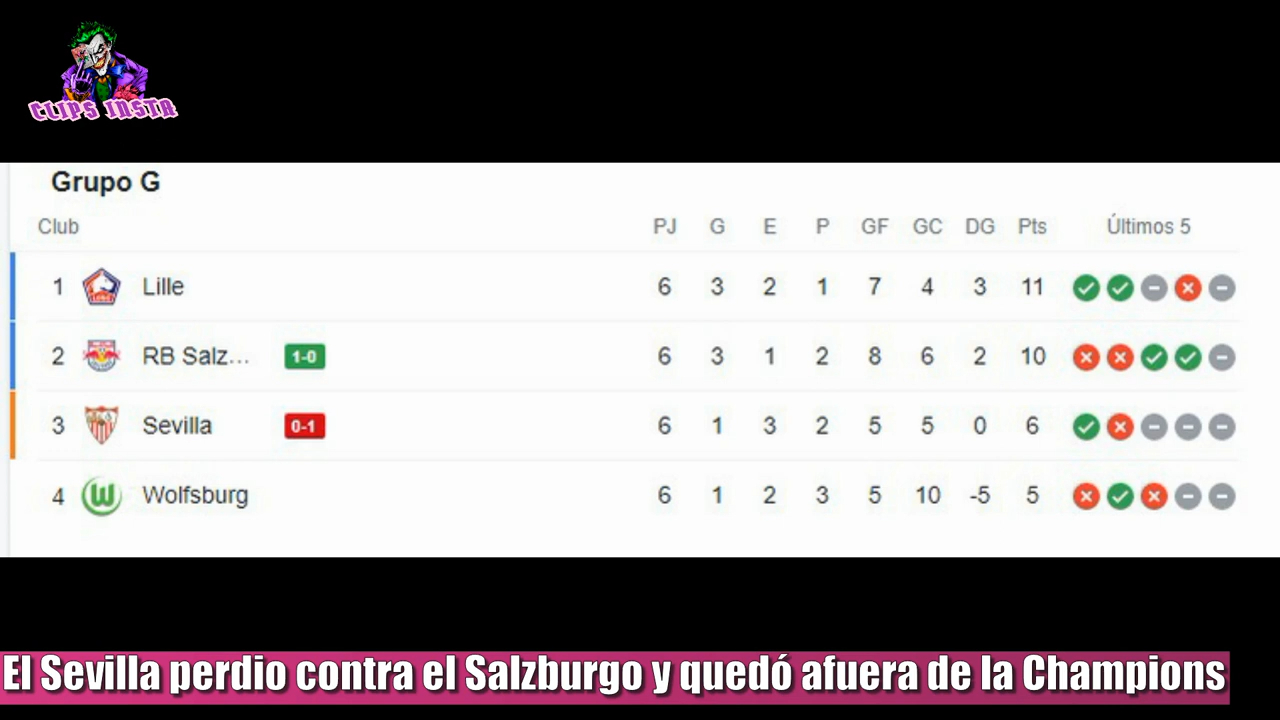 CLIPS INSTA
Grupo G
Club PJ G E P GF GC DG Pts Últimos 5
1 Lille 6 3 2 1 7 4 3 11
2 RB Salz... 1-0 6 3 1 2 8 6 2 10
3 Sevilla 0-1 6 1 3 2 5 5 0 6
4 Wolfsburg 6 1 2 3 5 10 -5 5
El Sevilla perdio contra el Salzburgo y quedó afuera de la Champions